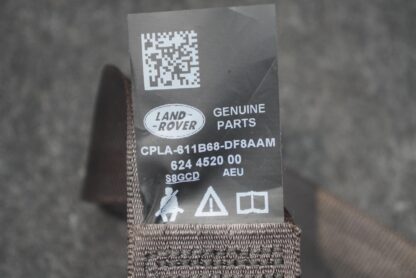 LAND-
ROVER
GENUINE
PARTS
CPLA-611B68-DF8AAM
624 4520 00
S8GCD AEU